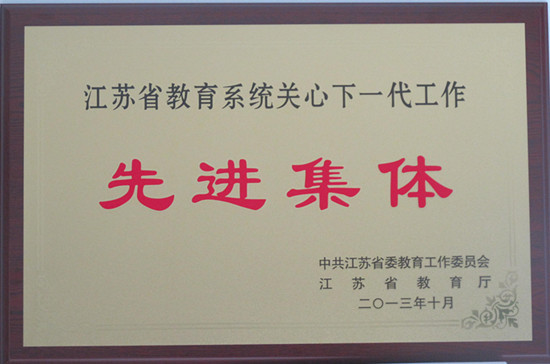 江苏省教育系统关心下一代工作
先进集体
中共江苏省委教育工作委员会
江苏省教育厅
二〇一三年十月